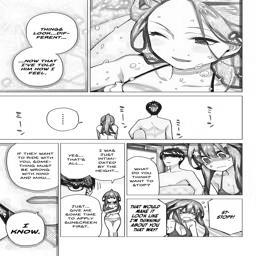 THINGS
LOOK...DIF-
FERENT...
...NOW THAT
I'VE TOLD
HIM HOW I
FEEL.
ST-
STOP!!
WHAT DO
YOU
WANT TO
STOP?
THAT WOULD
MAKE IT
LOOK LIKE
I'M THINKING
ABOUT YOU
THAT WAY!!
I WAS
JUST
INTIMI-
DATED
BY THE
HEIGHT...
YES...
THAT'S
ALL...
JUST...
GIVE ME
SOME TIME
TO APPLY
SUNSCREEN
FIRST.
IF THEY WANT
TO RIDE WITH
YOU, SOME-
THING MUST
BE WRONG
WITH NINO
AND MIKU...
I
KNOW.